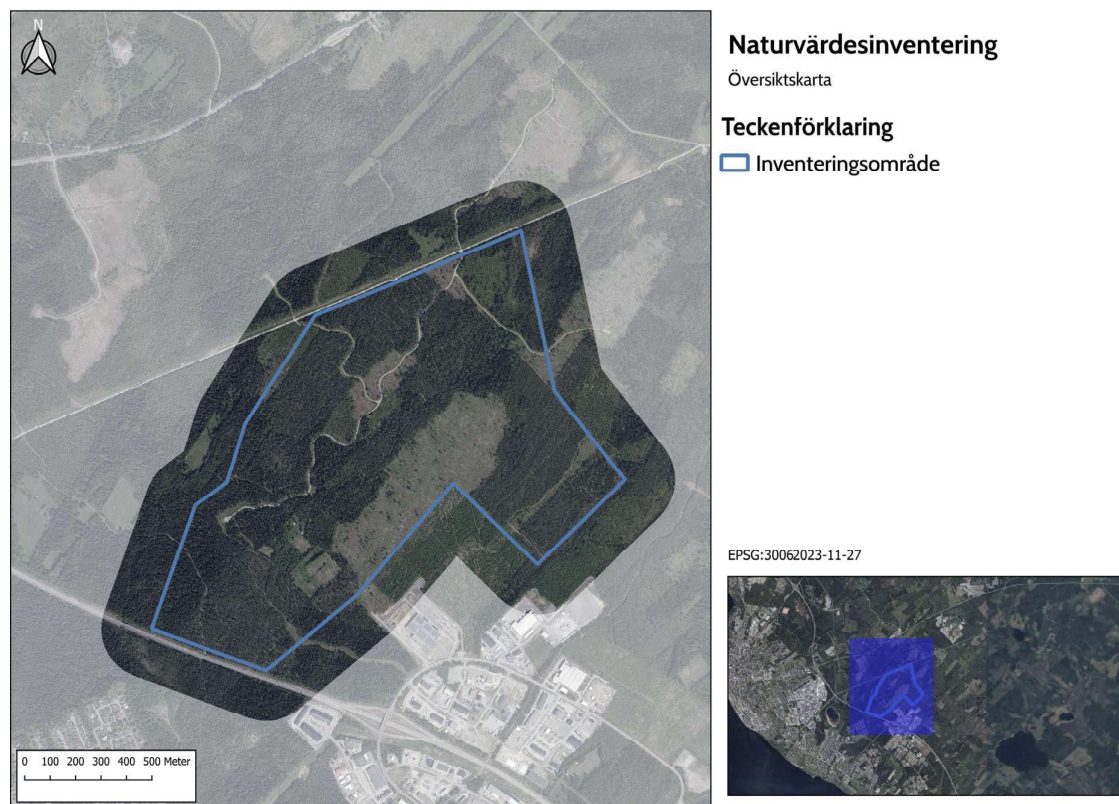 N
Naturvärdesinventering
Översiktskarta
Teckenförklaring
Inventeringsområde
EPSG:30062023-11-27
0 100 200 300 400 500 Meter